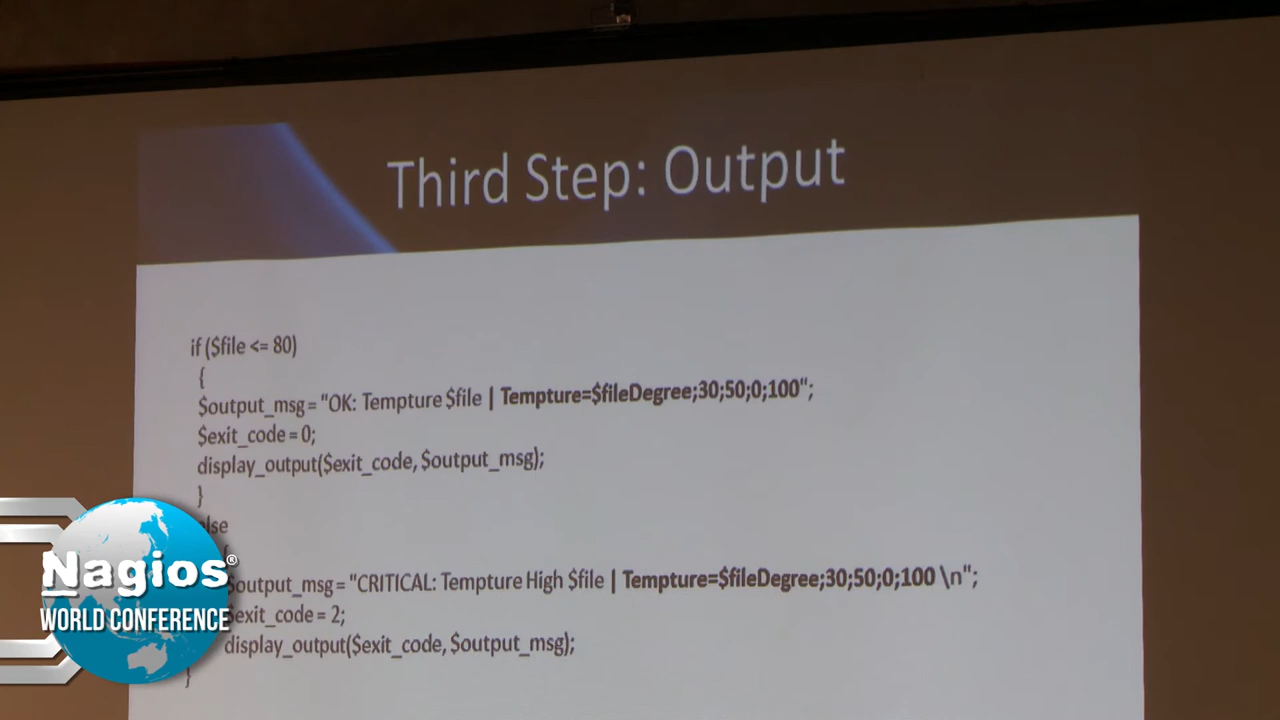 Third Step: Output
if ($file <= 80)
{
$output_msg = "OK: Tempture $file | Tempture=$fileDegree;30;50;0;100";
$exit_code = 0;
display_output($exit_code, $output_msg);
}
else
{
$output_msg = "CRITICAL: Tempture High $file | Tempture=$fileDegree;30;50;0;100 \n";
$exit_code = 2;
display_output($exit_code, $output_msg);
}
Nagios®
WORLD CONFERENCE